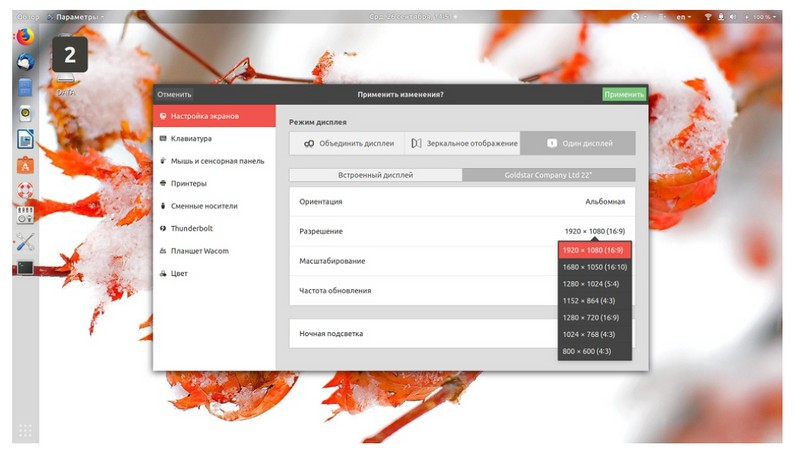 Обзор Параметры en 100 %
2
DATA
Отменить Применить изменения? Применить
Настройка экранов
Клавиатура
Мышь и сенсорная панель
Принтеры
Сменные носители
Thunderbolt
Планшет Wacom
Цвет
Режим дисплея
Объединить дисплеи Зеркальное отображение Один дисплей
Встроенный дисплей Goldstar Company Ltd 22"
Ориентация Альбомная
Разрешение 1920 × 1080 (16:9)
Масштабирование
Частота обновления
Ночная подсветка
1920 × 1080 (16:9)
1680 × 1050 (16:10)
1280 × 1024 (5:4)
1152 × 864 (4:3)
1280 × 720 (16:9)
1024 × 768 (4:3)
800 × 600 (4:3)